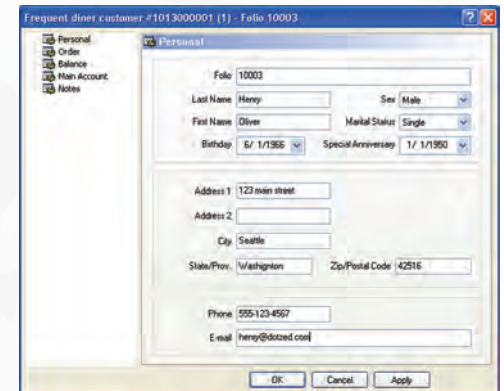 Frequent diner customer #1013000001 (1) - Folio 10003
Personal
Order
Balance
Main Account
Notes
Personal
Folio 10003
Last Name Henry Sex Male
First Name Oliver Marital Status Single
Birthday 6/ 1/1966 Special Anniversary 1/ 1/1950
Address 1 123 main street
Address 2
City Seattle
State/Prov. Washignton Zip/Postal Code 42516
Phone 555-123-4567
E-mail henry@dotzed.com
OK Cancel Apply